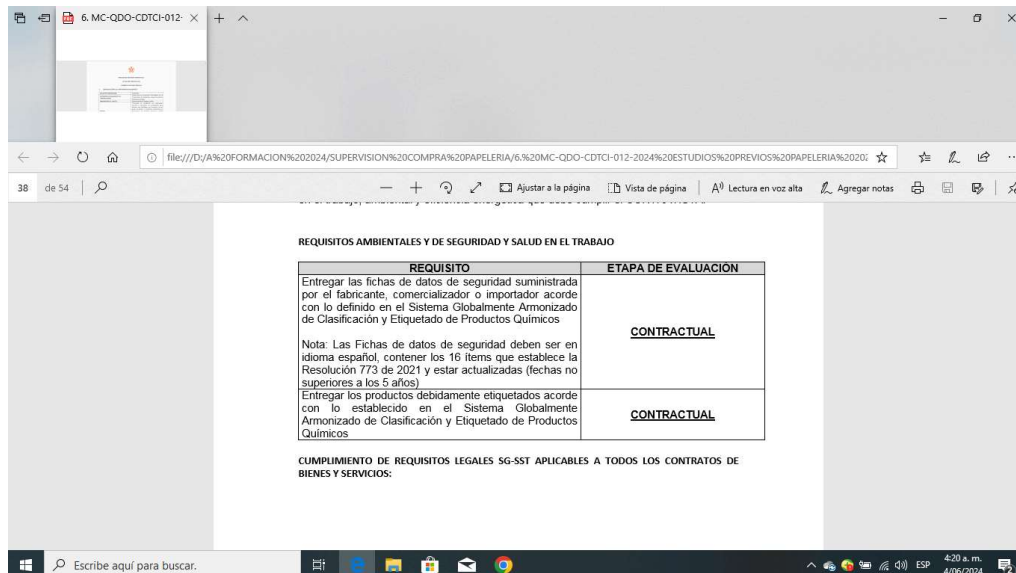 6. MC-QDO-CDTCI-012-
file:///D:/A%20FORMACION%202024/SUPERVISION%20COMPRA%20PAPELERIA/6.%20MC-QDO-CDTCI-012-2024%20ESTUDIOS%20PREVIOS%20PAPELERIA%20202
38 de 54
Ajustar a la página
Vista de página
Lectura en voz alta
Agregar notas
REQUISITOS AMBIENTALES Y DE SEGURIDAD Y SALUD EN EL TRABAJO
REQUISITO ETAPA DE EVALUACIÓN
Entregar las fichas de datos de seguridad suministrada
por el fabricante, comercializador o importador acorde
con lo definido en el Sistema Globalmente Armonizado
de Clasificación y Etiquetado de Productos Químicos
CONTRACTUAL
Nota: Las Fichas de datos de seguridad deben ser en
idioma español, contener los 16 ítems que establece la
Resolución 773 de 2021 y estar actualizadas (fechas no
superiores a los 5 años)
Entregar los productos debidamente etiquetados acorde
con lo establecido en el Sistema Globalmente
Armonizado de Clasificación y Etiquetado de Productos
Químicos
CONTRACTUAL
CUMPLIMIENTO DE REQUISITOS LEGALES SG-SST APLICABLES A TODOS LOS CONTRATOS DE
BIENES Y SERVICIOS:
Escribe aquí para buscar.
ESP
4:20 a. m.
4/06/2024